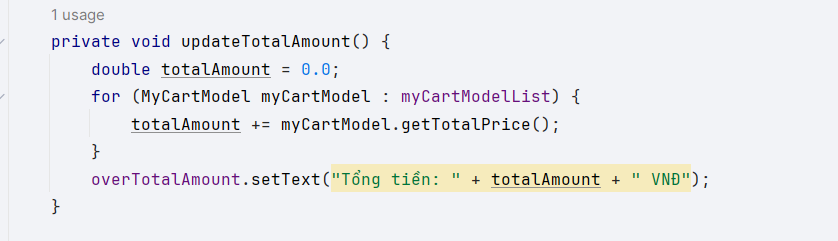 1 usage
private void updateTotalAmount() {
    double totalAmount = 0.0;
    for (MyCartModel myCartModel : myCartModelList) {
        totalAmount += myCartModel.getTotalPrice();
    }
    overTotalAmount.setText("Tổng tiền: " + totalAmount + " VNĐ");
}